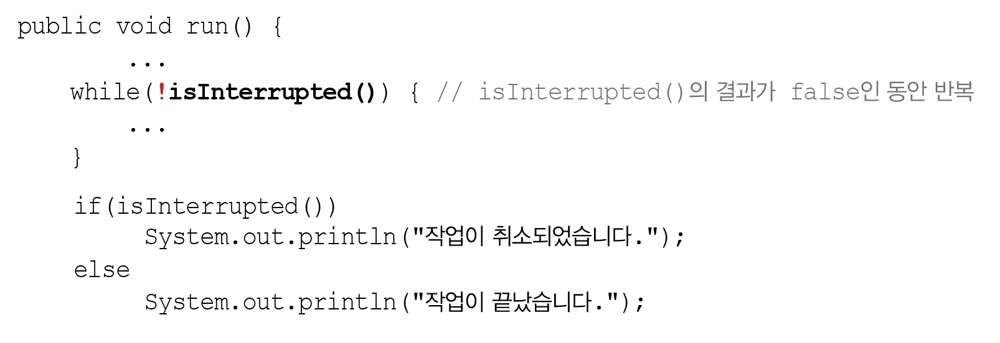 public void run() {
...
while(!isInterrupted()) { // isInterrupted()의 결과가 false인 동안 반복
...
}
if(isInterrupted())
System.out.println("작업이 취소되었습니다.");
else
System.out.println("작업이 끝났습니다.");